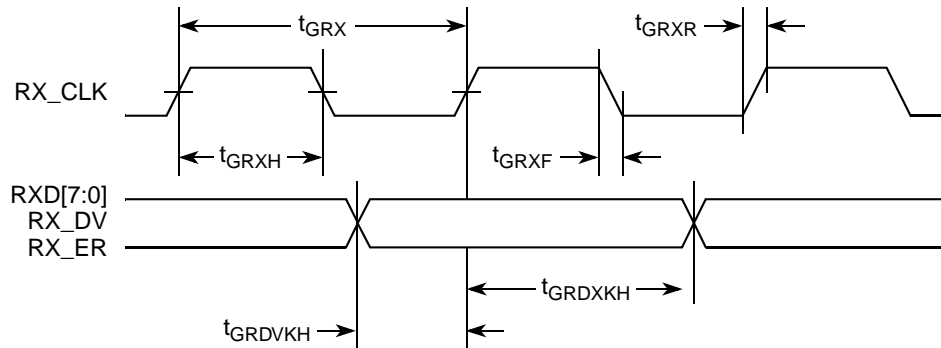 tGRX
tGRXR
RX_CLK
tGRXH
tGRXF
RXD[7:0]
RX_DV
RX_ER
tGRDXKH
tGRDVKH